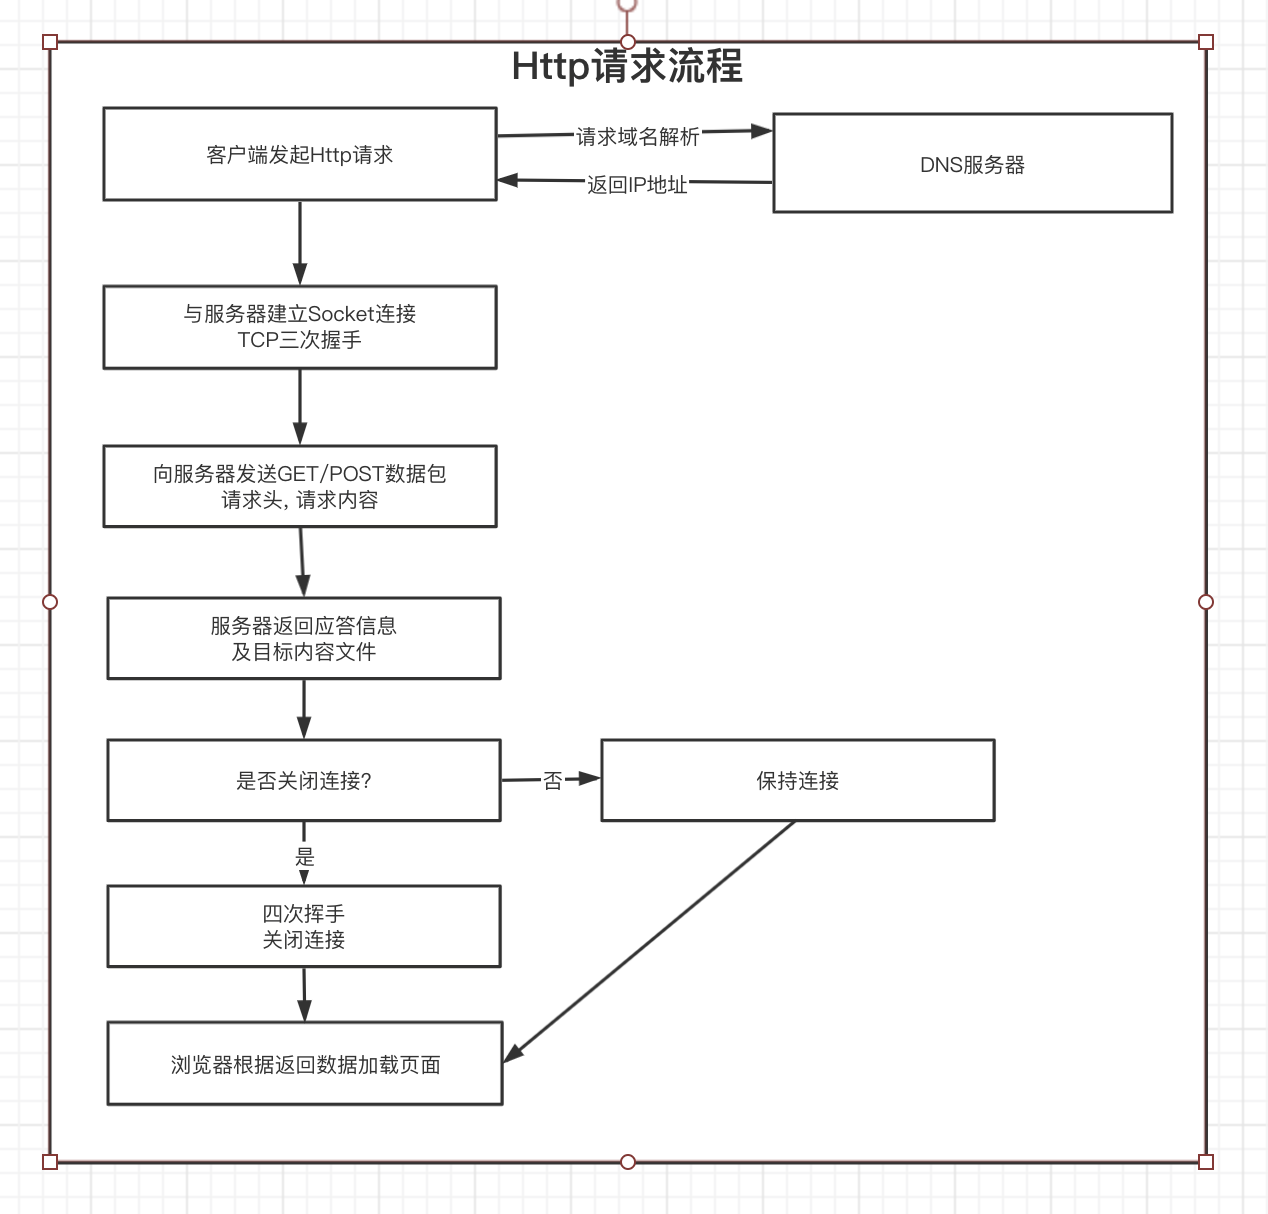 Http请求流程
客户端发起Http请求
请求域名解析
DNS服务器
返回IP地址
与服务器建立Socket连接
TCP三次握手
向服务器发送GET/POST数据包
请求头, 请求内容
服务器返回应答信息
及目标内容文件
是否关闭连接?
否
保持连接
是
四次挥手
关闭连接
浏览器根据返回数据加载页面